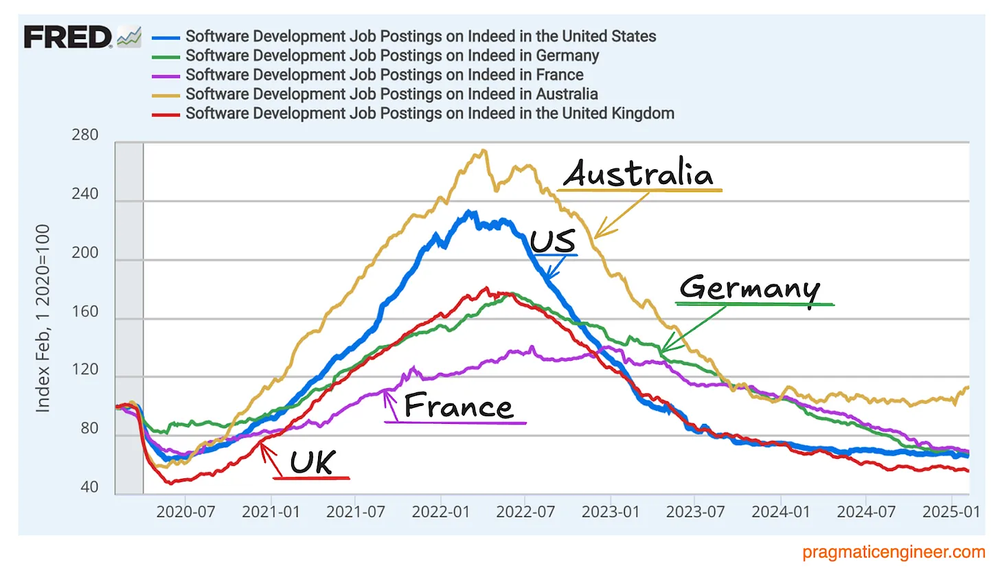 FRED
Software Development Job Postings on Indeed in the United States
Software Development Job Postings on Indeed in Germany
Software Development Job Postings on Indeed in France
Software Development Job Postings on Indeed in Australia
Software Development Job Postings on Indeed in the United Kingdom
280
240
200
160
120
80
40
Index Feb, 1 2020=100
Australia
US
Germany
France
UK
2020-07 2021-01 2021-07 2022-01 2022-07 2023-01 2023-07 2024-01 2024-07 2025-01
pragmaticengineer.com